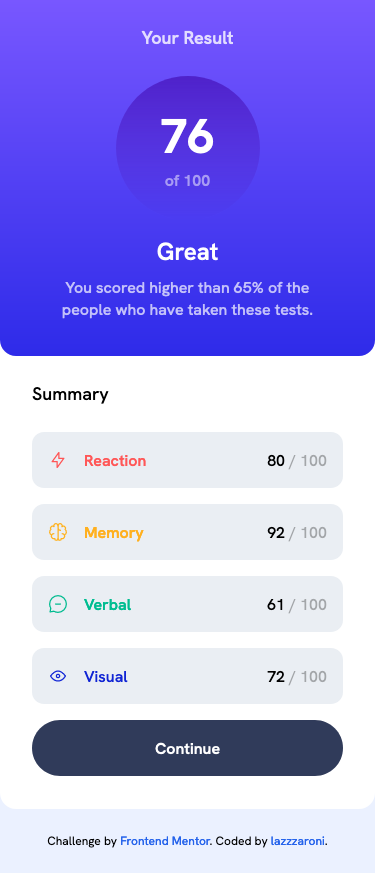 Your Result
76
of 100
Great
You scored higher than 65% of the
people who have taken these tests.
Summary
Reaction 80 / 100
Memory 92 / 100
Verbal 61 / 100
Visual 72 / 100
Continue
Challenge by Frontend Mentor. Coded by lazzzaroni.